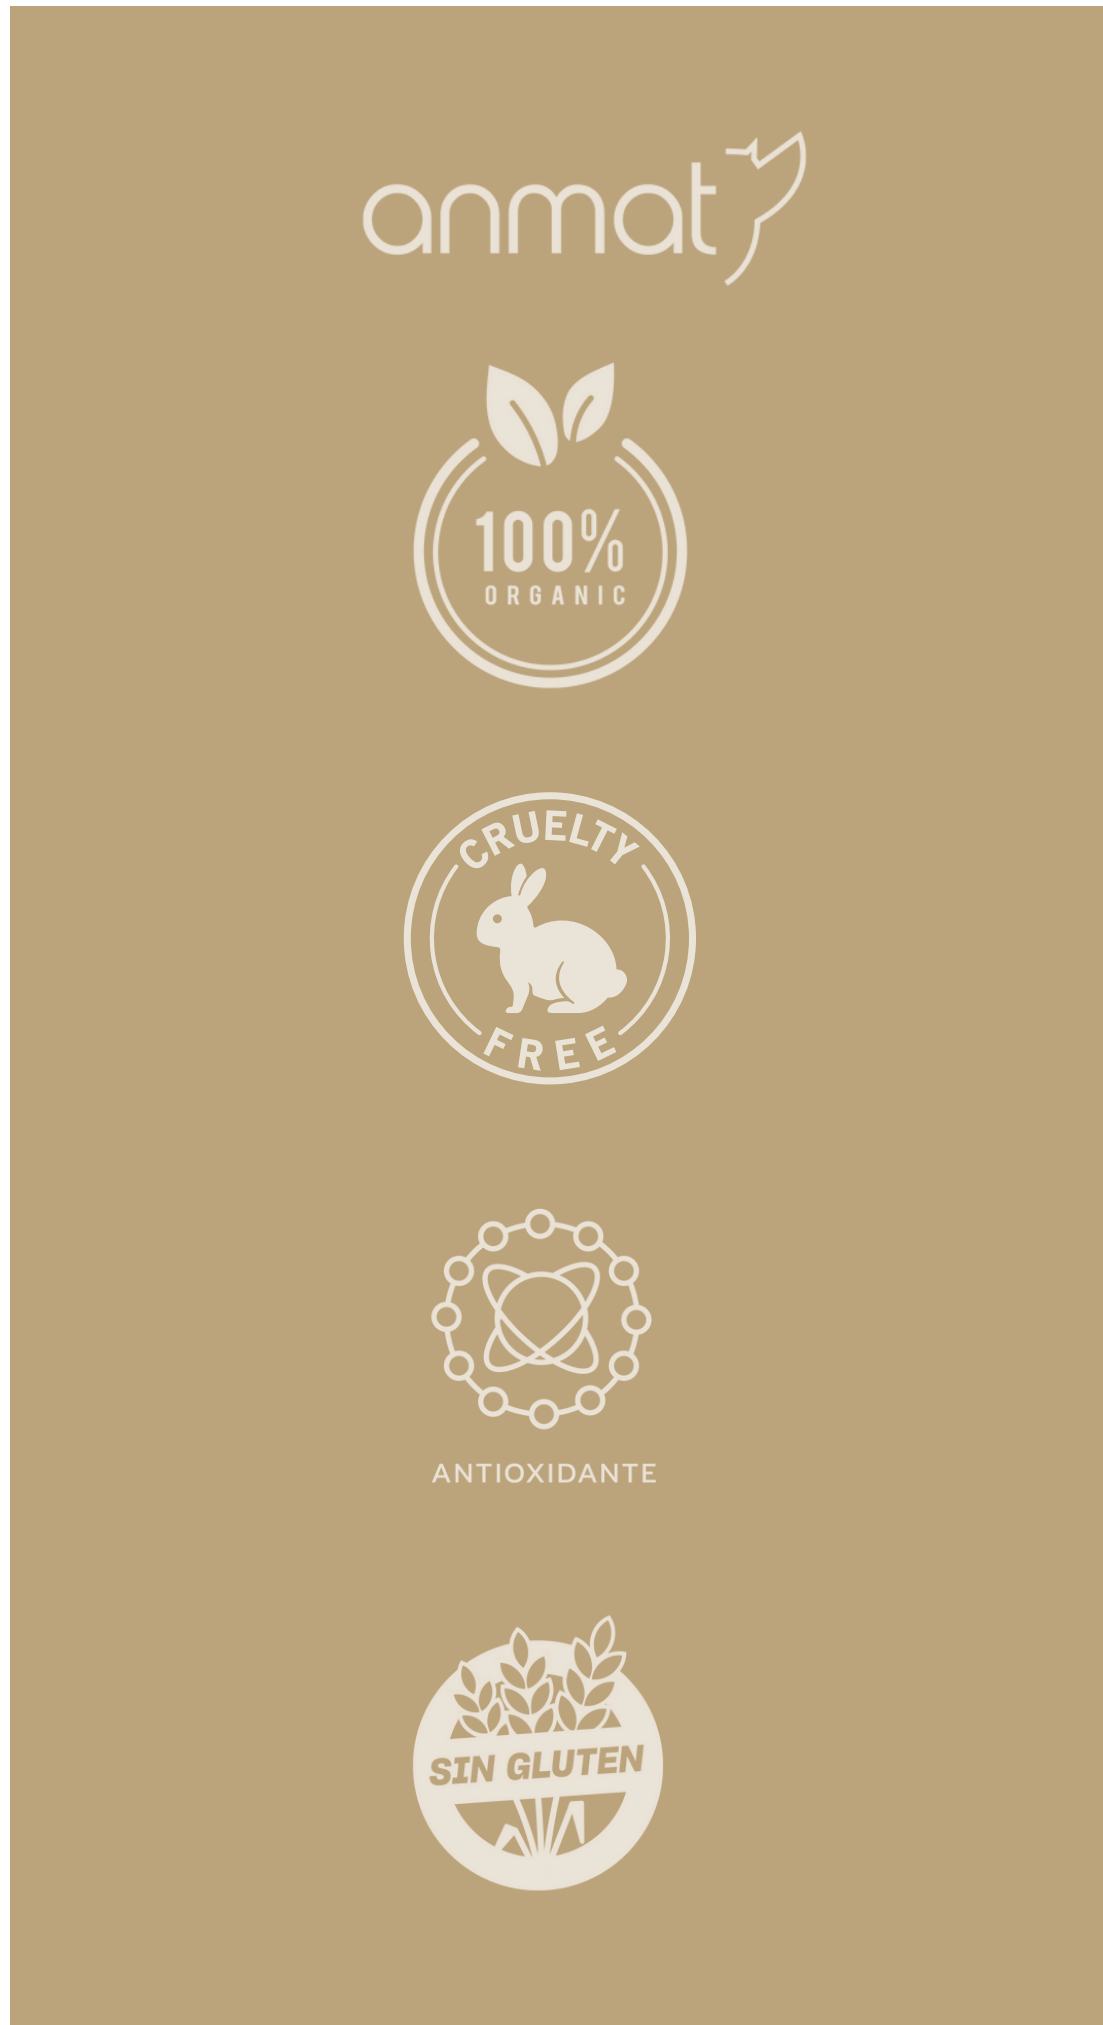 anmat
100%
ORGANIC
CRUELTY
FREE
ANTIOXIDANTE
SIN GLUTEN